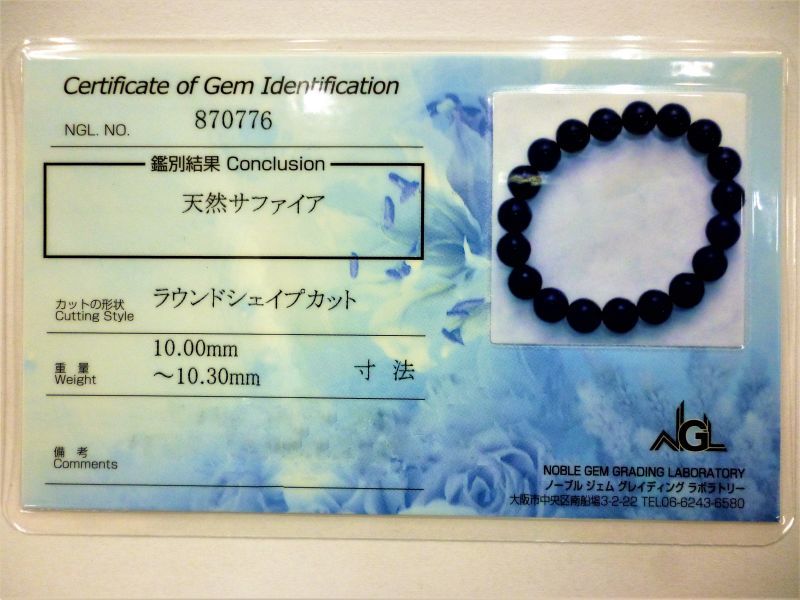 Certificate of Gem Identification
NGL. NO. 870776
鑑別結果 Conclusion
天然サファイア
カットの形状 ラウンドシェイプカット
Cutting Style
10.00mm
重量 ~10.30mm 寸法
Weight
備考
Comments
NGL
NOBLE GEM GRADING LABORATORY
ノーブル ジェム グレイディング ラボラトリー
大阪市中央区南船場3-2-22 TEL06-6243-6580